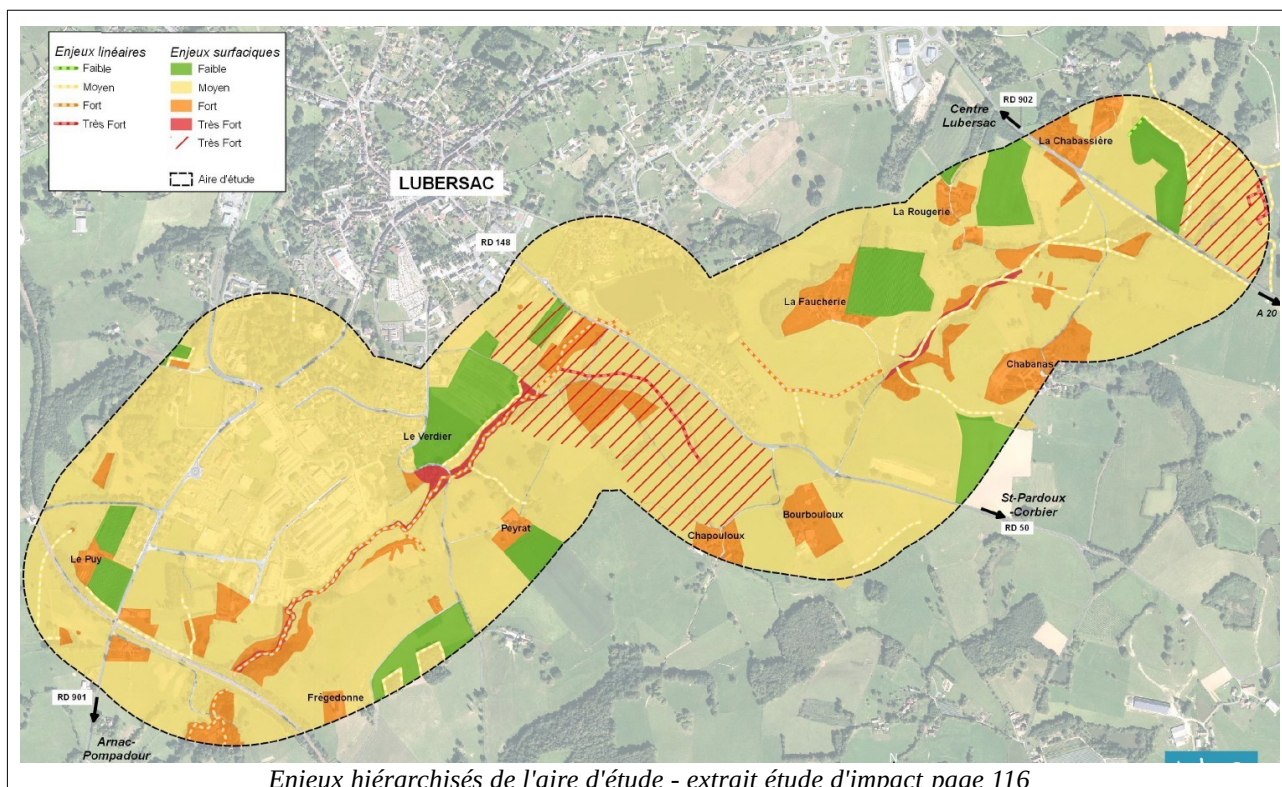 Enjeux linéaires
Faible
Moyen
Fort
Très Fort
Enjeux surfaciques
Faible
Moyen
Fort
Très Fort
Très Fort
Aire d'étude
LUBERSAC
RD 148
Centre
Lubersac
RD 902
La Chabassière
La Rougerie
La Faucherie
A 20
Chabanas
Le Verdier
St-Pardoux
-Corbier
RD 50
Bourbouloux
Chapouloux
Peyrat
Le Puy
Frégedonne
RD 901
Arnac-
Pompadour
Enjeux hiérarchisés de l'aire d'étude - extrait étude d'impact page 116